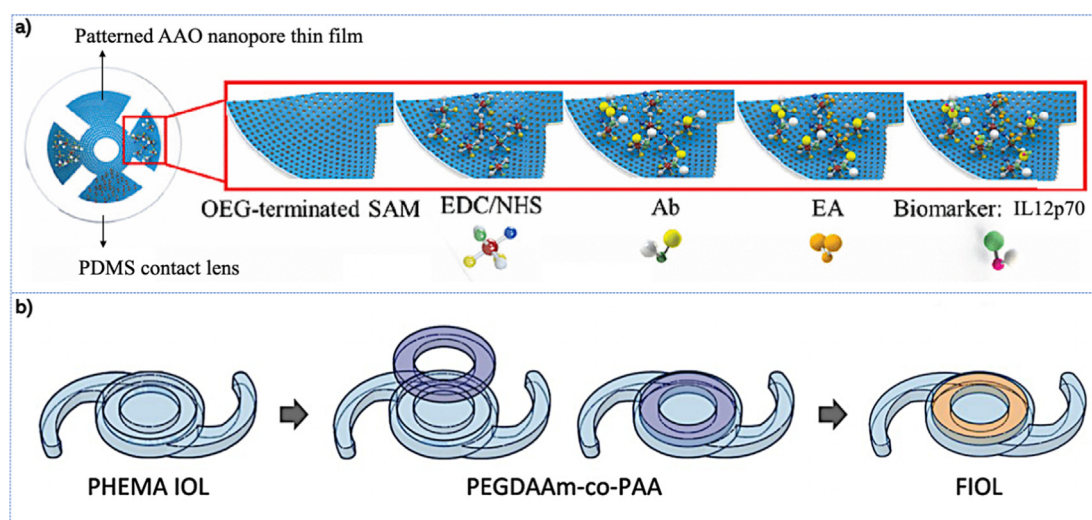 a)
Patterned AAO nanopore thin film
PDMS contact lens
OEG-terminated SAM
EDC/NHS
Ab
EA
Biomarker: IL12p70
b)
PHEMA IOL
PEGDAAm-co-PAA
FIOL